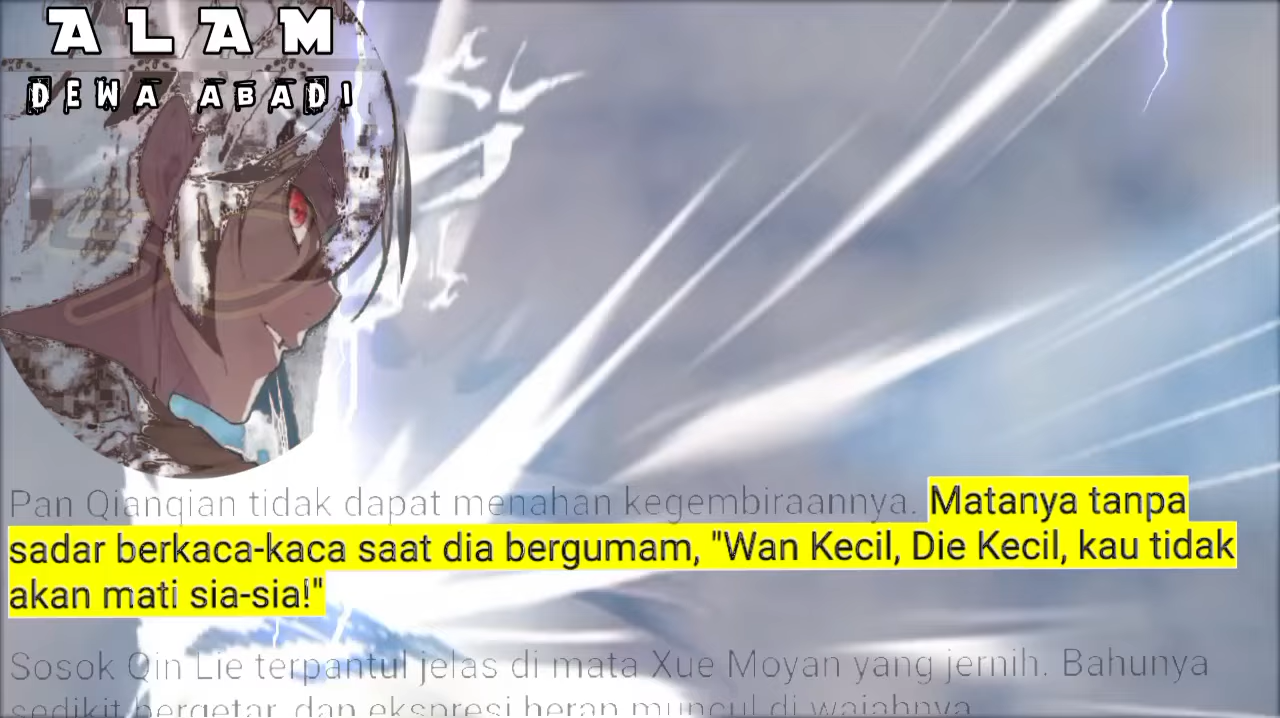 ALAM
DEWA ABADI
Pan Qianqian tidak dapat menahan kegembiraannya. Matanya tanpa
sadar berkaca-kaca saat dia bergumam, "Wan Kecil, Die Kecil, kau tidak
akan mati sia-sia!"
Sosok Qin Lie terpantul jelas di mata Xue Moyan yang jernih. Bahunya
sedikit bergetar, dan ekspresi heran muncul di wajahnya.